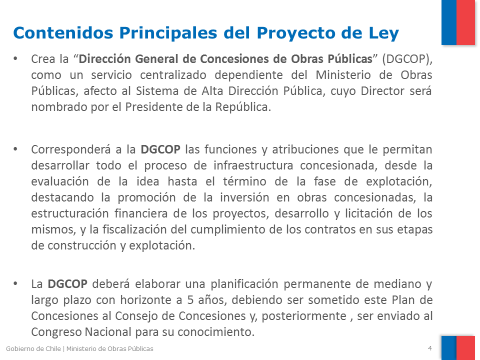 Contenidos Principales del Proyecto de Ley
• Crea la “Dirección General de Concesiones de Obras Públicas” (DGCOP),
como un servicio centralizado dependiente del Ministerio de Obras
Públicas, afecto al Sistema de Alta Dirección Pública, cuyo Director será
nombrado por el Presidente de la República.
• Corresponderá a la DGCOP las funciones y atribuciones que le permitan
desarrollar todo el proceso de infraestructura concesionada, desde la
evaluación de la idea hasta el término de la fase de explotación,
destacando la promoción de la inversión en obras concesionadas, la
estructuración financiera de los proyectos, desarrollo y licitación de los
mismos, y la fiscalización del cumplimiento de los contratos en sus etapas
de construcción y explotación.
• La DGCOP deberá elaborar una planificación permanente de mediano y
largo plazo con horizonte a 5 años, debiendo ser sometido este Plan de
Concesiones al Consejo de Concesiones y, posteriormente , ser enviado al
Congreso Nacional para su conocimiento.
Gobierno de Chile | Ministerio de Obras Públicas
4